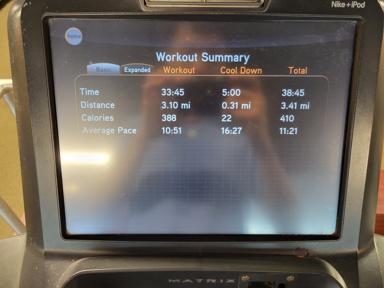 Nike + iPod
Workout Summary
Basic Expanded Workout Cool Down Total
Time 33:45 5:00 38:45
Distance 3.10 mi 0.31 mi 3.41 mi
Calories 388 22 410
Average Pace 10:51 16:27 11:21
MATRIX